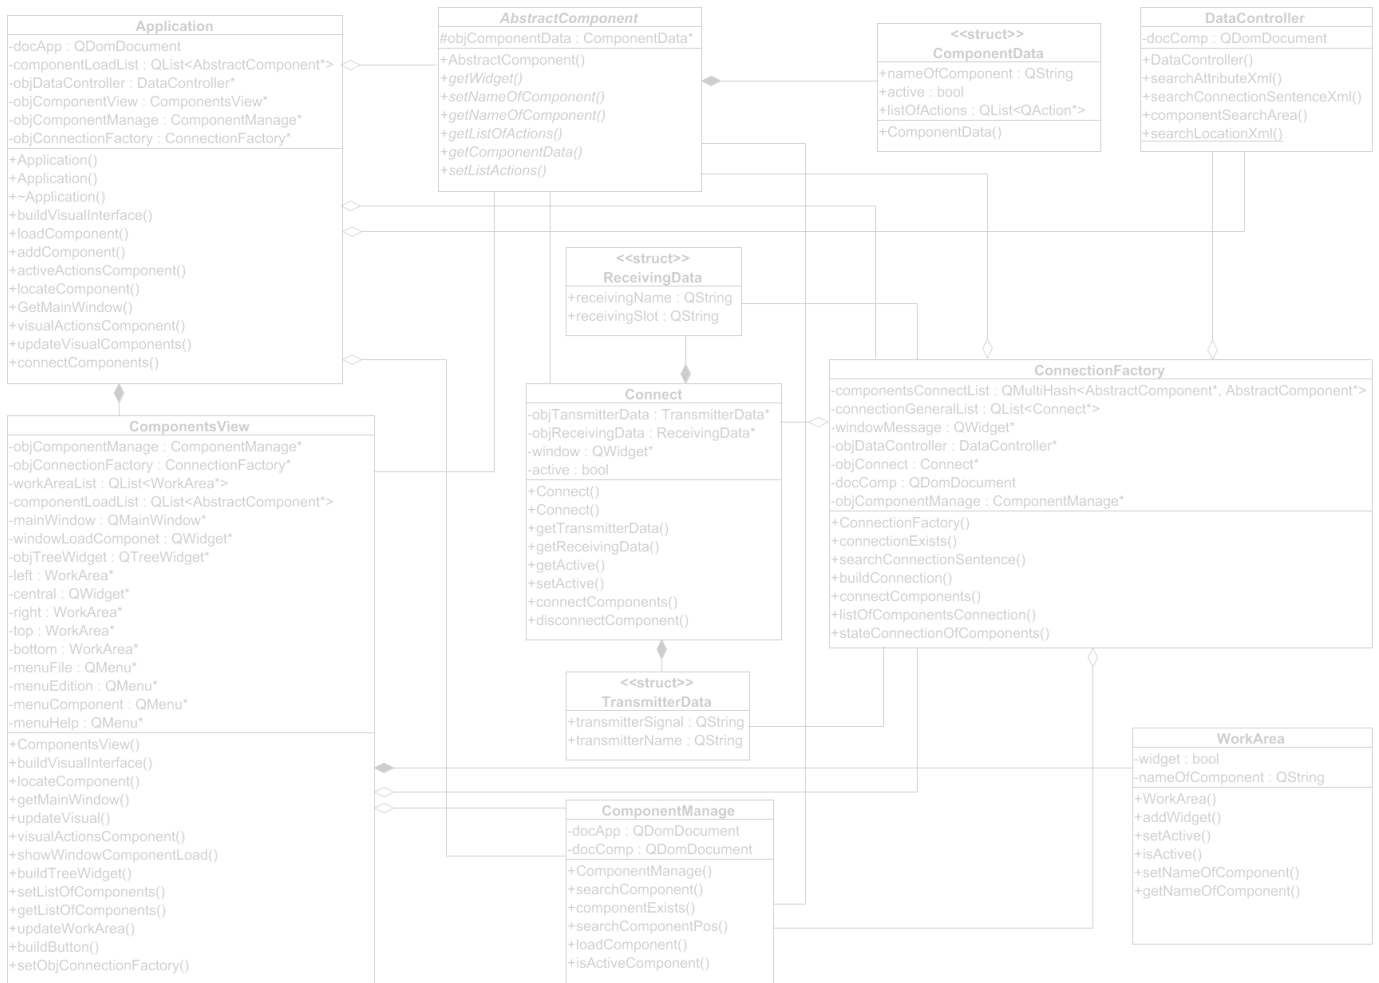 Application
-docApp : QDomDocument
-componentLoadList : QList<AbstractComponent*>
-objDataController : DataController*
-objComponentView : ComponentsView*
-objComponentManage : ComponentManage*
-objConnectionFactory : ConnectionFactory*
+Application()
+Application()
+~Application()
+buildVisualInterface()
+loadComponent()
+addComponent()
+activeActionsComponent()
+locateComponent()
+GetMainWindow()
+visualActionsComponent()
+updateVisualComponents()
+connectComponents()
AbstractComponent
#objComponentData : ComponentData*
+AbstractComponent()
+getWidget()
+setNameOfComponent()
+getNameOfComponent()
+getListOfActions()
+getComponentData()
+setListActions()
<<struct>>
ComponentData
+nameOfComponent : QString
+active : bool
+listOfActions : QList<QAction*>
+ComponentData()
DataController
-docComp : QDomDocument
+DataController()
+searchAttributeXml()
+searchConnectionSentenceXml()
+componentSearchArea()
+searchLocationXml()
<<struct>>
ReceivingData
+receivingName : QString
+receivingSlot : QString
Connect
-objTansmitterData : TransmitterData*
-objReceivingData : ReceivingData*
-window : QWidget*
-active : bool
+Connect()
+Connect()
+getTransmitterData()
+getReceivingData()
+getActive()
+setActive()
+connectComponents()
+disconnectComponent()
ConnectionFactory
-componentsConnectList : QMultiHash<AbstractComponent*, AbstractComponent*>
-connectionGeneralList : QList<Connect*>
-windowMessage : QWidget*
-objDataController : DataController*
-objConnect : Connect*
-docComp : QDomDocument
-objComponentManage : ComponentManage*
+ConnectionFactory()
+connectionExists()
+searchConnectionSentence()
+buildConnection()
+connectComponents()
+listOfComponentsConnection()
+stateConnectionOfComponents()
ComponentsView
-objComponentManage : ComponentManage*
-objConnectionFactory : ConnectionFactory*
-workAreaList : QList<WorkArea*>
-componentLoadList : QList<AbstractComponent*>
-mainWindow : QMainWindow*
-windowLoadComponet : QWidget*
-objTreeWidget : QTreeWidget*
-left : WorkArea*
-central : QWidget*
-right : WorkArea*
-top : WorkArea*
-bottom : WorkArea*
-menuFile : QMenu*
-menuEdition : QMenu*
-menuComponent : QMenu*
-menuHelp : QMenu*
+ComponentsView()
+buildVisualInterface()
+locateComponent()
+getMainWindow()
+updateVisual()
+visualActionsComponent()
+showWindowComponentLoad()
+buildTreeWidget()
+setListOfComponents()
+getListOfComponents()
+updateWorkArea()
+buildButton()
+setObjConnectionFactory()
<<struct>>
TransmitterData
+transmitterSignal : QString
+transmitterName : QString
ComponentManage
-docApp : QDomDocument
-docComp : QDomDocument
+ComponentManage()
+searchComponent()
+componentExists()
+searchComponentPos()
+loadComponent()
+isActiveComponent()
WorkArea
-widget : bool
-nameOfComponent : QString
+WorkArea()
+addWidget()
+setActive()
+isActive()
+setNameOfComponent()
+getNameOfComponent()